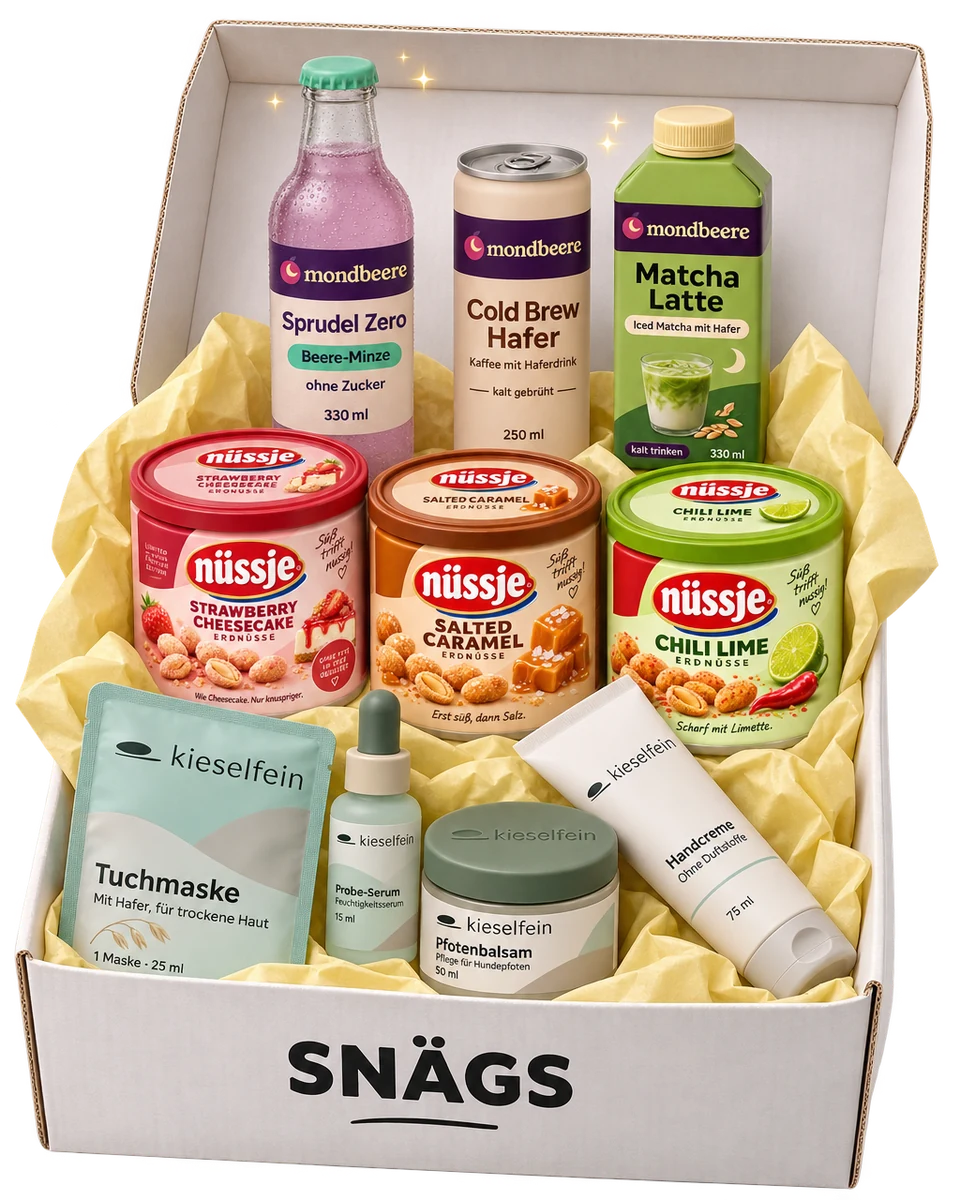 mondbeere
Sprudel Zero
Beere-Minze
ohne Zucker
330 ml
mondbeere
Cold Brew
Hafer
Kaffee mit Haferdrink
kalt gebrüht
250 ml
mondbeere
Matcha
Latte
Iced Matcha mit Hafer
kalt trinken
330 ml
nüssje
STRAWBERRY
CHEESECAKE
ERDNÜSSE
Süß
trifft
nussig!
nüssje
STRAWBERRY
CHEESECAKE
ERDNÜSSE
Wie Cheesecake. Nur knuspriger.
nüssje
SALTED CARAMEL
ERDNÜSSE
Süß
trifft
nussig!
nüssje
SALTED
CARAMEL
ERDNÜSSE
Erst süß, dann Salz.
nüssje
CHILI LIME
ERDNÜSSE
Süß
trifft
nussig!
nüssje
CHILI LIME
ERDNÜSSE
Scharf mit Limette.
kieselfein
Tuchmaske
Mit Hafer, für trockene Haut
1 Maske · 25 ml
kieselfein
Probe-Serum
Feuchtigkeitsserum
15 ml
kieselfein
kieselfein
Pfotenbalsam
Pflege für Hundepfoten
50 ml
kieselfein
Handcreme
Ohne Duftstoffe
75 ml
SNÄGS